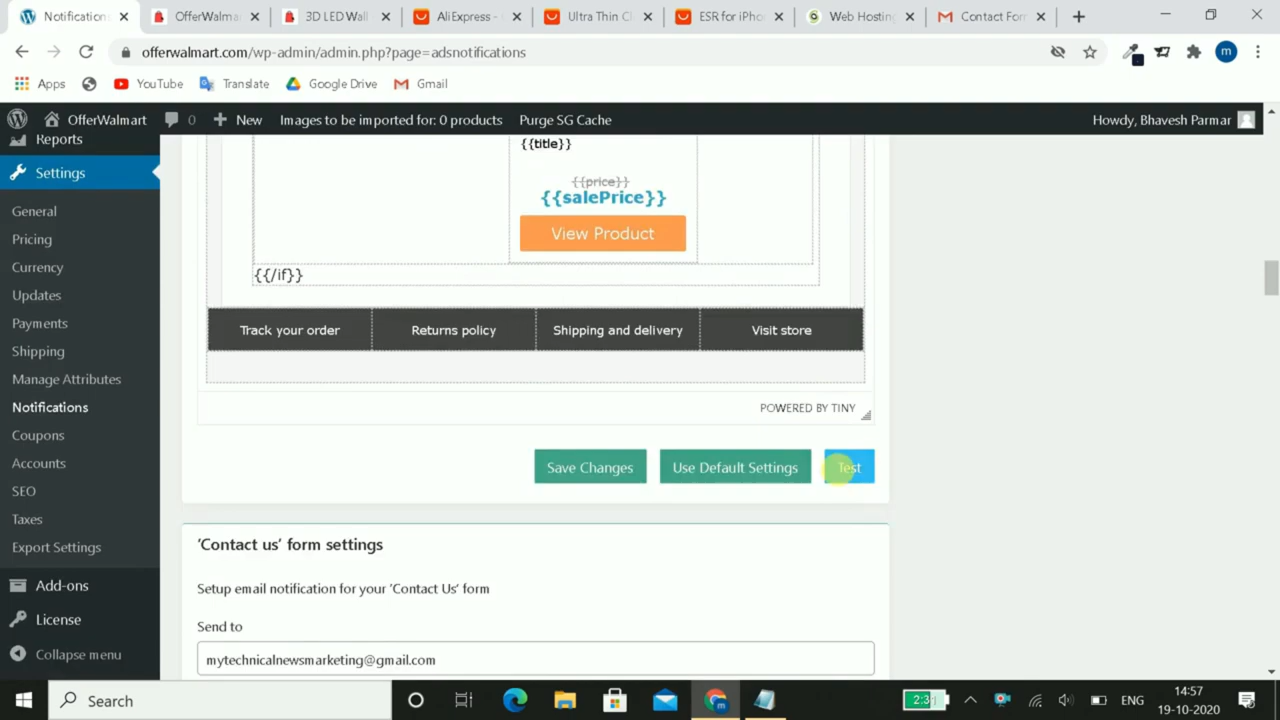 Notifications
OfferWalmar
3D LED Wall
AliExpress -
Ultra Thin Cl
ESR for iPho
Web Hosting
Contact Form
offerwalmart.com/wp-admin/admin.php?page=adsnotifications
m
Apps
YouTube
Translate
Google Drive
Gmail
OfferWalmart
0
New
Images to be imported for: 0 products
Purge SG Cache
Howdy, Bhavesh Parmar
Reports
Settings
General
Pricing
Currency
Updates
Payments
Shipping
Manage Attributes
Notifications
Coupons
Accounts
SEO
Taxes
Export Settings
Add-ons
License
Collapse menu
{{title}}
{{price}}
{{salePrice}}
View Product
{{/if}}
Track your order
Returns policy
Shipping and delivery
Visit store
POWERED BY TINY
Save Changes
Use Default Settings
Test
'Contact us' form settings
Setup email notification for your 'Contact Us' form
Send to
mytechnicalnewsmarketing@gmail.com
Search
ENG
14:57
19-10-2020